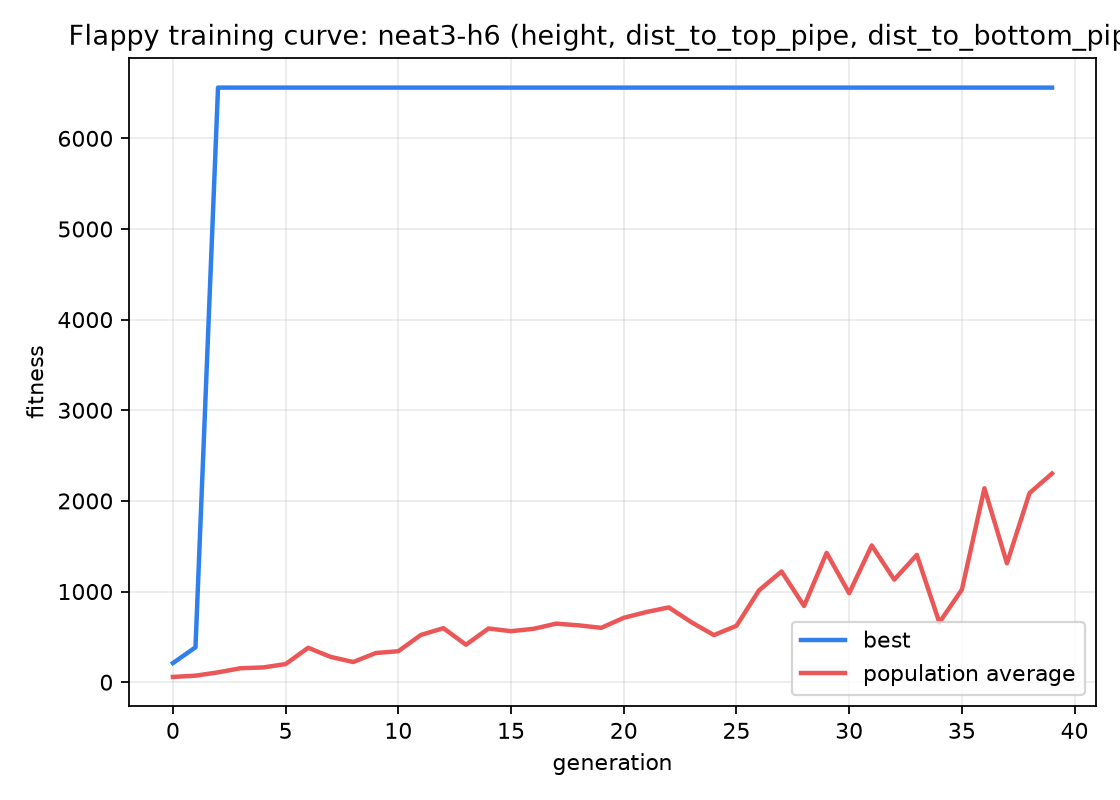 Flappy training curve: neat3-h6 (height, dist_to_top_pipe, dist_to_bottom_pip
6000
5000
4000
3000
2000
1000
0
fitness
best
population average
0 5 10 15 20 25 30 35 40
generation